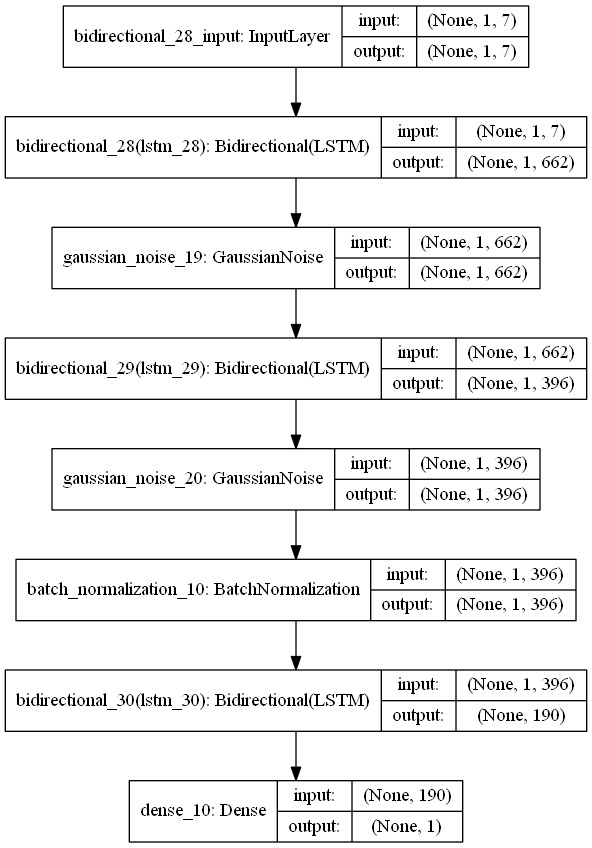 bidirectional_28_input: InputLayer
input: (None, 1, 7)
output: (None, 1, 7)
bidirectional_28(lstm_28): Bidirectional(LSTM)
input: (None, 1, 7)
output: (None, 1, 662)
gaussian_noise_19: GaussianNoise
input: (None, 1, 662)
output: (None, 1, 662)
bidirectional_29(lstm_29): Bidirectional(LSTM)
input: (None, 1, 662)
output: (None, 1, 396)
gaussian_noise_20: GaussianNoise
input: (None, 1, 396)
output: (None, 1, 396)
batch_normalization_10: BatchNormalization
input: (None, 1, 396)
output: (None, 1, 396)
bidirectional_30(lstm_30): Bidirectional(LSTM)
input: (None, 1, 396)
output: (None, 190)
dense_10: Dense
input: (None, 190)
output: (None, 1)